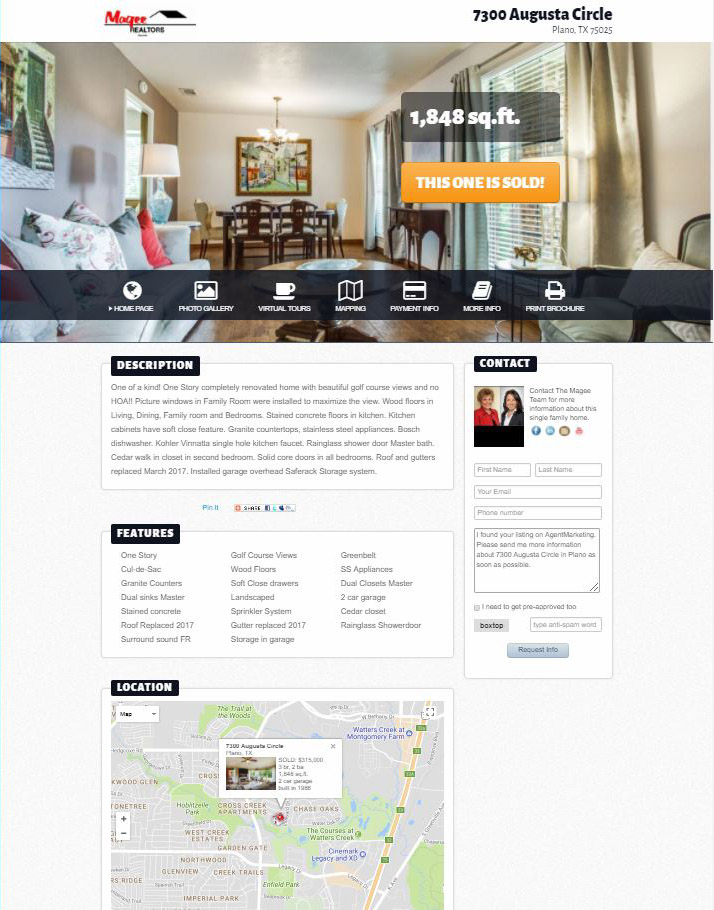 Magee
REALTORS
7300 Augusta Circle
Plano, TX 75025
1,848 sq.ft.
THIS ONE IS SOLD!
HOME PAGE
PHOTO GALLERY
VIRTUAL TOURS
MAPPING
PAYMENT INFO
MORE INFO
PRINT BROCHURE
DESCRIPTION
One of a kind! One Story completely renovated home with beautiful golf course views and no
HOA!! Picture windows in Family Room were installed to maximize the view. Wood floors in
Living, Dining, Family room and Bedrooms. Stained concrete floors in kitchen. Kitchen
cabinets have soft close feature. Granite countertops, stainless steel appliances. Bosch
dishwasher. Kohler Vinnatta single hole kitchen faucet. Rainglass shower door Master bath.
Cedar walk in closet in second bedroom. Solid core doors in all bedrooms. Roof and gutters
replaced March 2017. Installed garage overhead Saferack Storage system.
Pin It
SHARE
FEATURES
One Story Golf Course Views Greenbelt
Cul-de-Sac Wood Floors SS Appliances
Granite Counters Soft Close drawers Dual Closets Master
Dual sinks Master Landscaped 2 car garage
Stained concrete Sprinkler System Cedar closet
Roof Replaced 2017 Gutter replaced 2017 Rainglass Showerdoor
Surround sound FR Storage in garage
CONTACT
Contact The Magee
Team for more
information about this
single family home.
First Name Last Name
Your Email
Phone number
I found your listing on AgentMarketing.
Please send me more information
about 7300 Augusta Circle in Plano as
soon as possible.
I need to get pre-approved too
boxtop type anti-spam word
Request Info
LOCATION
Map
The Trail at
the Woods
W Bethany Dr
Watters Creek at
Montgomery Farm
7300 Augusta Circle
Plano, TX
SOLD: $315,000
3 br, 2 ba
1,848 sq.ft.
2 car garage
built in 1986
Hedgcoxe Rd
KWOOD GLEN
CROSS CREEK
APARTMENTS
CHASE OAKS
Hoblitzelle
Park
TONETREE
WEST CREEK
ESTATES
The Courses at
Watters Creek
GARDEN GATE
Cinemark
Legacy and XD
NORTHWOOD
GLENVIEW
CREEK TRAILS
Legacy Dr
RS RIDGE
Enfield Park
IMPERIAL PARK